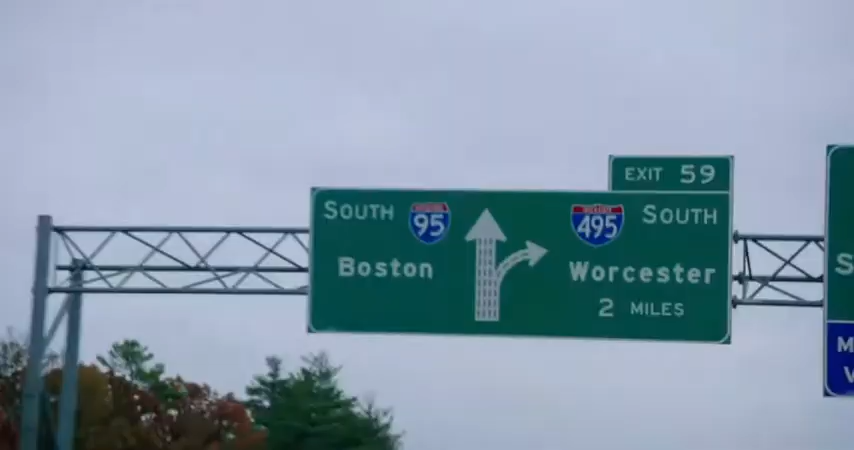 EXIT 59
SOUTH 95
Boston
495 SOUTH
Worcester
2 MILES